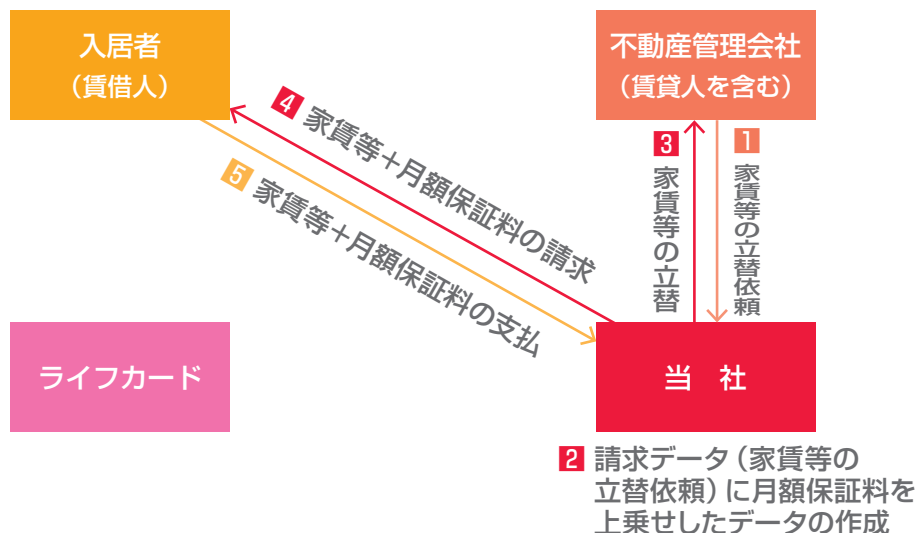 入居者
（賃借人）
不動産管理会社
（賃貸人を含む）
4 家賃等＋月額保証料の請求
5 家賃等＋月額保証料の支払
3 家賃等の立替
1 家賃等の立替依頼
ライフカード
当　社
2 請求データ（家賃等の
立替依頼）に月額保証料を
上乗せしたデータの作成